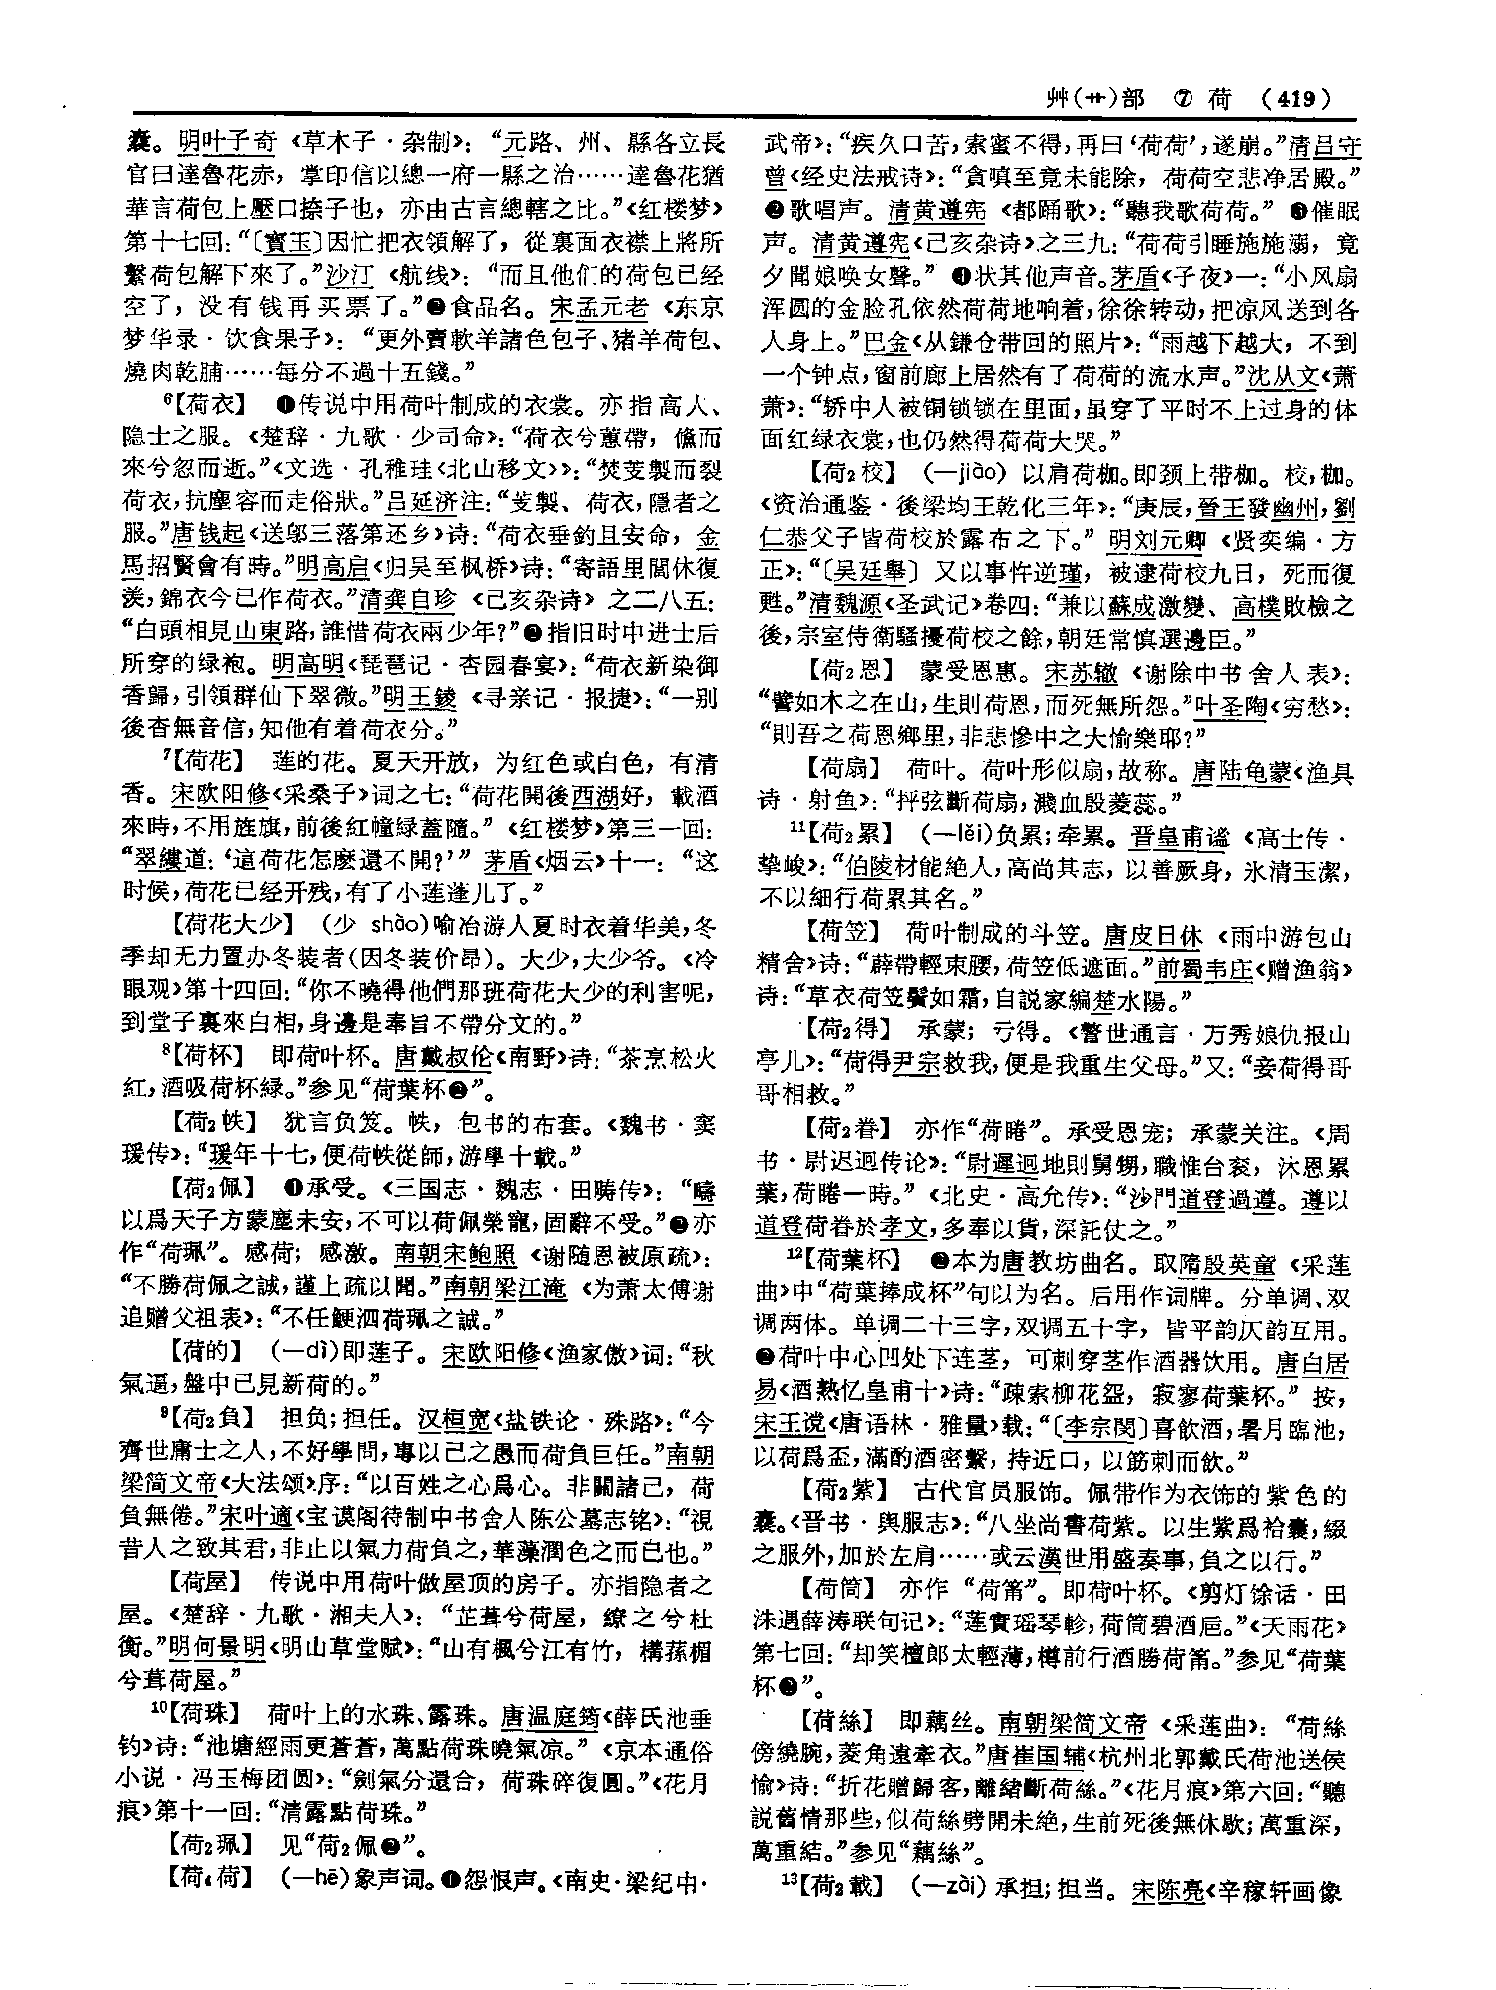 艸(艹)部 ⑦ 荷 (419)
囊。明叶子奇《草木子·杂制》：“元路、州、縣各立長
官曰達魯花赤，掌印信以總一府一縣之治……達魯花猶
華言荷包上壓口捺子也，亦由古言總轄之比。”《红楼梦》
第十七回：“〔寶玉〕因忙把衣領解了，從裏面衣襟上將所
繫荷包解下來了。”沙汀《航线》：“而且他们的荷包已经
空了，没有钱再买票了。”❷食品名。宋孟元老《东京
梦华录·饮食果子》：“更外賣軟羊諸色包子、猪羊荷包、
燒肉乾脯……每分不過十五錢。”
⁶【荷衣】 ❶传说中用荷叶制成的衣裳。亦指高人、
隐士之服。《楚辞·九歌·少司命》：“荷衣兮蕙帶，儵而
來兮忽而逝。”《文选·孔稚珪〈北山移文〉》：“焚芰製而裂
荷衣，抗塵容而走俗狀。”吕延济注：“芰製、荷衣，隱者之
服。”唐钱起《送邬三落第还乡》诗：“荷衣垂釣且安命，金
馬招賢會有時。”明高启《归吴至枫桥》诗：“寄語里閭休復
羡，錦衣今已作荷衣。”清龚自珍《己亥杂诗》之二八五：
“白頭相見山東路，誰惜荷衣兩少年？”❷指旧时中进士后
所穿的绿袍。明高明《琵琶记·杏园春宴》：“荷衣新染御
香歸，引領群仙下翠微。”明王錂《寻亲记·报捷》：“一别
後杳無音信，知他有着荷衣分。”
⁷【荷花】 莲的花。夏天开放，为红色或白色，有清
香。宋欧阳修《采桑子》词之七：“荷花開後西湖好，載酒
來時，不用旌旗，前後紅幢緑蓋隨。”《红楼梦》第三一回：
“翠縷道：‘這荷花怎麽還不開？’”茅盾《烟云》十一：“这
时候，荷花已经开残，有了小莲蓬儿了。”
【荷花大少】 （少 shào）喻冶游人夏时衣着华美，冬
季却无力置办冬装者（因冬装价昂）。大少，大少爷。《冷
眼观》第十四回：“你不曉得他們那班荷花大少的利害呢，
到堂子裏來白相，身邊是奉旨不帶分文的。”
⁸【荷杯】 即荷叶杯。唐戴叔伦《南野》诗：“茶烹松火
紅，酒吸荷杯緑。”参见“荷葉杯❷”。
【荷₂帙】 犹言负笈。帙，包书的布套。《魏书·窦
瑗传》：“瑗年十七，便荷帙從師，游學十載。”
【荷₂佩】 ❶承受。《三国志·魏志·田畴传》：“疇
以爲天子方蒙塵未安，不可以荷佩榮寵，固辭不受。”❷亦
作“荷珮”。感荷；感激。南朝宋鲍照《谢随恩被原疏》：
“不勝荷佩之誠，謹上疏以聞。”南朝梁江淹《为萧太傅谢
追赠父祖表》：“不任鯁泗荷珮之誠。”
【荷的】 （—dì）即莲子。宋欧阳修《渔家傲》词：“秋
氣逼，盤中已見新荷的。”
⁹【荷₂負】 担负；担任。汉桓宽《盐铁论·殊路》：“今
齊世庸士之人，不好學問，專以己之愚而荷負巨任。”南朝
梁简文帝《大法颂》序：“以百姓之心爲心。非關諸己，荷
負無倦。”宋叶適《宝谟阁待制中书舍人陈公墓志铭》：“視
昔人之致其君，非止以氣力荷負之，華藻潤色之而已也。”
【荷屋】 传说中用荷叶做屋顶的房子。亦指隐者之
屋。《楚辞·九歌·湘夫人》：“芷葺兮荷屋，繚之兮杜
衡。”明何景明《明山草堂赋》：“山有楓兮江有竹，構蓀楣
兮葺荷屋。”
¹⁰【荷珠】 荷叶上的水珠、露珠。唐温庭筠《薛氏池垂
钓》诗：“池塘經雨更蒼蒼，萬點荷珠曉氣凉。”《京本通俗
小说·冯玉梅团圆》：“劍氣分還合，荷珠碎復圓。”《花月
痕》第十一回：“清露點荷珠。”
【荷₂珮】 见“荷₂佩❷”。
【荷₄荷】 （—hē）象声词。❶怨恨声。《南史·梁纪中·
武帝》：“疾久口苦，索蜜不得，再曰‘荷荷’，遂崩。”清吕守
曾《经史法戒诗》：“貪嗔至竟未能除，荷荷空悲净居殿。”
❷歌唱声。清黄遵宪《都踊歌》：“聽我歌荷荷。”❸催眠
声。清黄遵宪《己亥杂诗》之三九：“荷荷引睡施施溺，竟
夕聞娘唤女聲。”❹状其他声音。茅盾《子夜》一：“小风扇
浑圆的金脸孔依然荷荷地响着，徐徐转动，把凉风送到各
人身上。”巴金《从鎌仓带回的照片》：“雨越下越大，不到
一个钟点，窗前廊上居然有了荷荷的流水声。”沈从文《萧
萧》：“轿中人被铜锁锁在里面，虽穿了平时不上过身的体
面红绿衣裳，也仍然得荷荷大哭。”
【荷₂校】 （—jiào）以肩荷枷。即颈上带枷。校，枷。
《资治通鉴·後梁均王乾化三年》：“庚辰，晉王發幽州，劉
仁恭父子皆荷校於露布之下。”明刘元卿《贤奕编·方
正》：“〔吴廷舉〕又以事忤逆瑾，被逮荷校九日，死而復
甦。”清魏源《圣武记》卷四：“兼以蘇成激變、高樸敗檢之
後，宗室侍衛騷擾荷校之餘，朝廷常慎選邊臣。”
【荷₂恩】 蒙受恩惠。宋苏辙《谢除中书舍人表》：
“譬如木之在山，生則荷恩，而死無所怨。”叶圣陶《穷愁》：
“則吾之荷恩鄉里，非悲慘中之大愉樂耶？”
【荷扇】 荷叶。荷叶形似扇，故称。唐陆龟蒙《渔具
诗·射鱼》：“抨弦斷荷扇，濺血殷菱蕊。”
¹¹【荷₂累】 （—lěi）负累；牵累。晋皇甫谧《高士传·
挚峻》：“伯陵材能絶人，高尚其志，以善厥身，氷清玉潔，
不以細行荷累其名。”
【荷笠】 荷叶制成的斗笠。唐皮日休《雨中游包山
精舍》诗：“薜帶輕束腰，荷笠低遮面。”前蜀韦庄《赠渔翁》
诗：“草衣荷笠鬢如霜，自説家編楚水陽。”
【荷₂得】 承蒙；亏得。《警世通言·万秀娘仇报山
亭儿》：“荷得尹宗救我，便是我重生父母。”又：“妾荷得哥
哥相救。”
【荷₂眷】 亦作“荷睠”。承受恩宠；承蒙关注。《周
书·尉迟迥传论》：“尉遲迥地則舅甥，職惟台衮，沐恩累
葉，荷睠一時。”《北史·高允传》：“沙門道登過遵。遵以
道登荷眷於孝文，多奉以貨，深託仗之。”
¹²【荷葉杯】 ❶本为唐教坊曲名。取隋殷英童《采莲
曲》中“荷葉捧成杯”句以为名。后用作词牌。分单调、双
调两体。单调二十三字，双调五十字，皆平韵仄韵互用。
❷荷叶中心凹处下连茎，可刺穿茎作酒器饮用。唐白居
易《酒熟忆皇甫十》诗：“疎索柳花盌，寂寥荷葉杯。”按，
宋王谠《唐语林·雅量》载：“〔李宗閔〕喜飲酒，暑月臨池，
以荷爲盃，滿酌酒密繫，持近口，以筯刺而飲。”
【荷₂紫】 古代官员服饰。佩带作为衣饰的紫色的
囊。《晋书·舆服志》：“八坐尚書荷紫。以生紫爲袷囊，綴
之服外，加於左肩……或云漢世用盛奏事，負之以行。”
【荷筒】 亦作“荷筩”。即荷叶杯。《剪灯馀话·田
洙遇薛涛联句记》：“蓮實瑶琴軫，荷筒碧酒巵。”《天雨花》
第七回：“却笑檀郎太輕薄，樽前行酒勝荷筩。”参见“荷葉
杯❷”。
【荷絲】 即藕丝。南朝梁简文帝《采莲曲》：“荷絲
傍繞腕，菱角遠牽衣。”唐崔国辅《杭州北郭戴氏荷池送侯
愉》诗：“折花贈歸客，離緒斷荷絲。”《花月痕》第六回：“聽
説舊情那些，似荷絲劈開未絶，生前死後無休歇；萬重深，
萬重結。”参见“藕絲”。
¹³【荷₂載】 （—zài）承担；担当。宋陈亮《辛稼轩画像